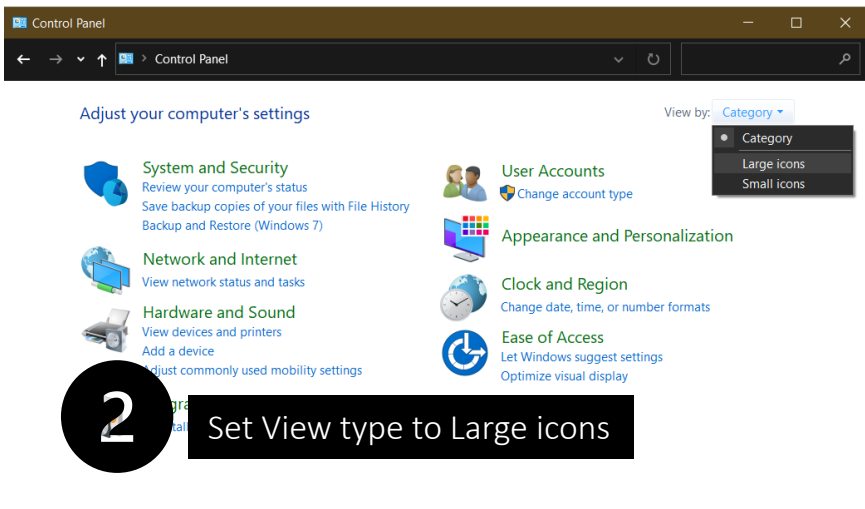 Control Panel
Control Panel
Adjust your computer's settings
View by: Category
Category
Large icons
Small icons
System and Security
Review your computer's status
Save backup copies of your files with File History
Backup and Restore (Windows 7)
Network and Internet
View network status and tasks
Hardware and Sound
View devices and printers
Add a device
Adjust commonly used mobility settings
User Accounts
Change account type
Appearance and Personalization
Clock and Region
Change date, time, or number formats
Ease of Access
Let Windows suggest settings
Optimize visual display
2
Set View type to Large icons